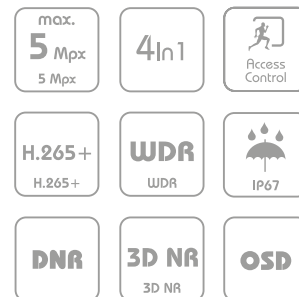 max.
5 Mpx
5 Mpx
4In1
Access
Control
H.265+
H.265+
WDR
WDR
IP67
DNR
3D NR
3D NR
OSD